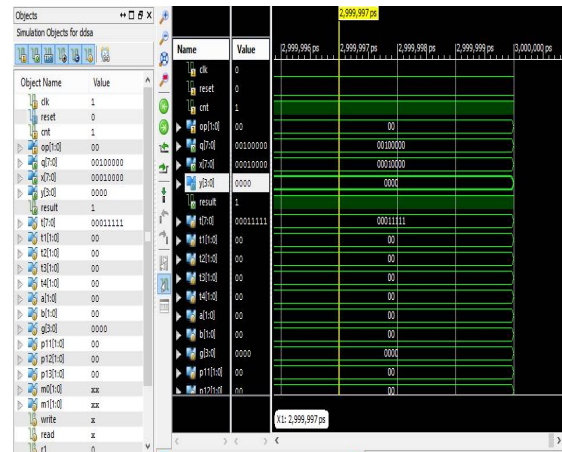 Objects
Simulation Objects for ddsa
Object Name Value
clk 1
reset 0
cnt 1
op[1:0] 00
q[7:0] 00100000
x[7:0] 00010000
y[3:0] 0000
result 1
t[7:0] 00011111
t1[1:0] 00
t2[1:0] 00
t3[1:0] 00
t4[1:0] 00
a[1:0] 00
b[1:0] 00
g[3:0] 0000
p11[1:0] 00
p12[1:0] 00
p13[1:0] 00
m0[1:0] xx
m1[1:0] xx
write x
read x
r1 0
2,999,997 ps
Name Value 2,999,996 ps 2,999,997 ps 2,999,998 ps 2,999,999 ps 3,000,000 ps
clk 0
reset 0
cnt 1
op[1:0] 00 00
q[7:0] 00100000 00100000
x[7:0] 00010000 00010000
y[3:0] 0000 0000
result 1
t[7:0] 00011111 00011111
t1[1:0] 00 00
t2[1:0] 00 00
t3[1:0] 00 00
t4[1:0] 00 00
a[1:0] 00 00
b[1:0] 00 00
g[3:0] 0000 0000
p11[1:0] 00 00
p12[1:0] 00 00
X1: 2,999,997 ps